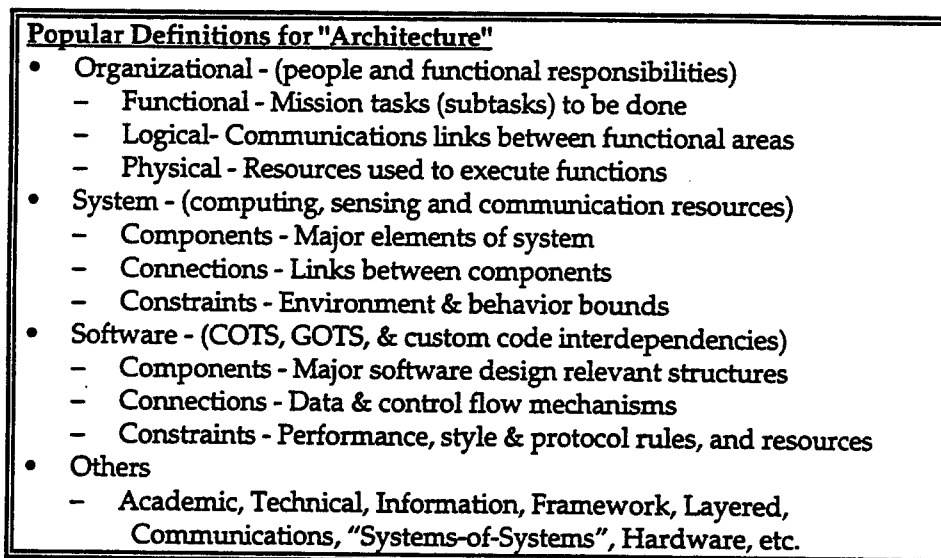 Popular Definitions for "Architecture"
• Organizational - (people and functional responsibilities)
– Functional - Mission tasks (subtasks) to be done
– Logical- Communications links between functional areas
– Physical - Resources used to execute functions
• System - (computing, sensing and communication resources)
– Components - Major elements of system
– Connections - Links between components
– Constraints - Environment & behavior bounds
• Software - (COTS, GOTS, & custom code interdependencies)
– Components - Major software design relevant structures
– Connections - Data & control flow mechanisms
– Constraints - Performance, style & protocol rules, and resources
• Others
– Academic, Technical, Information, Framework, Layered,
Communications, "Systems-of-Systems", Hardware, etc.